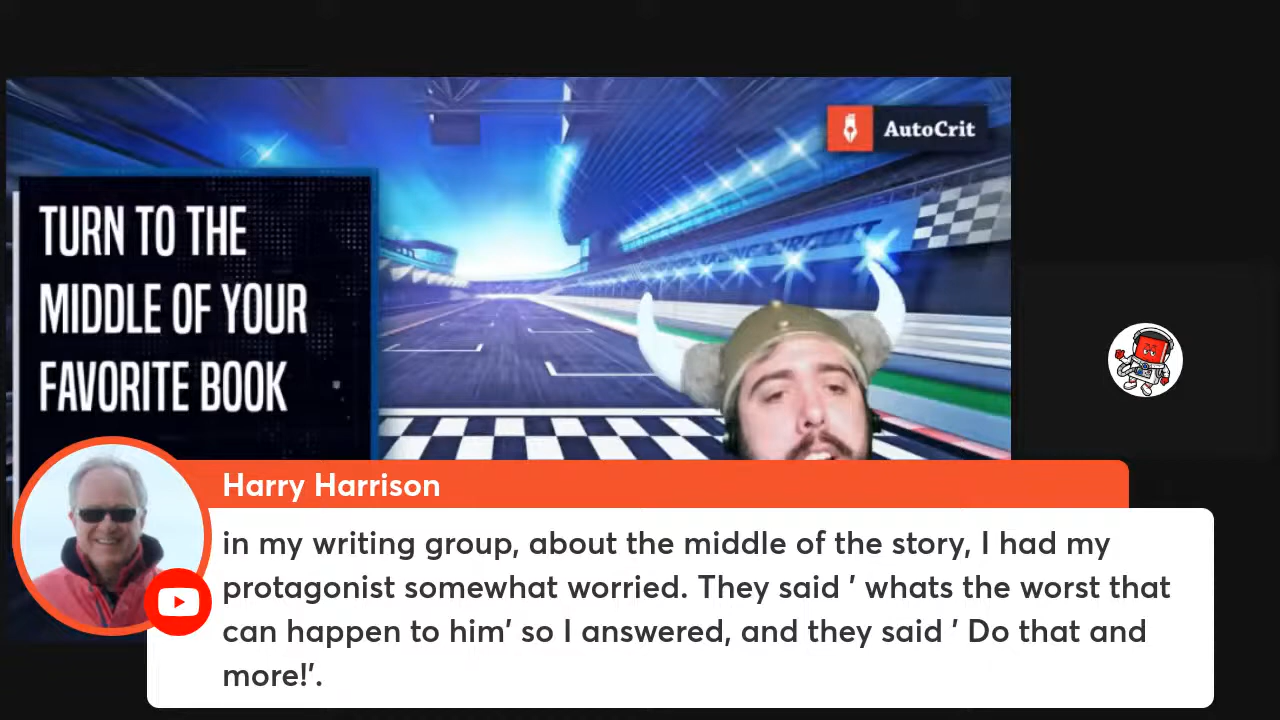 AutoCrit
TURN TO THE
MIDDLE OF YOUR
FAVORITE BOOK
Harry Harrison
in my writing group, about the middle of the story, I had my
protagonist somewhat worried. They said ' whats the worst that
can happen to him' so I answered, and they said ' Do that and
more!'.